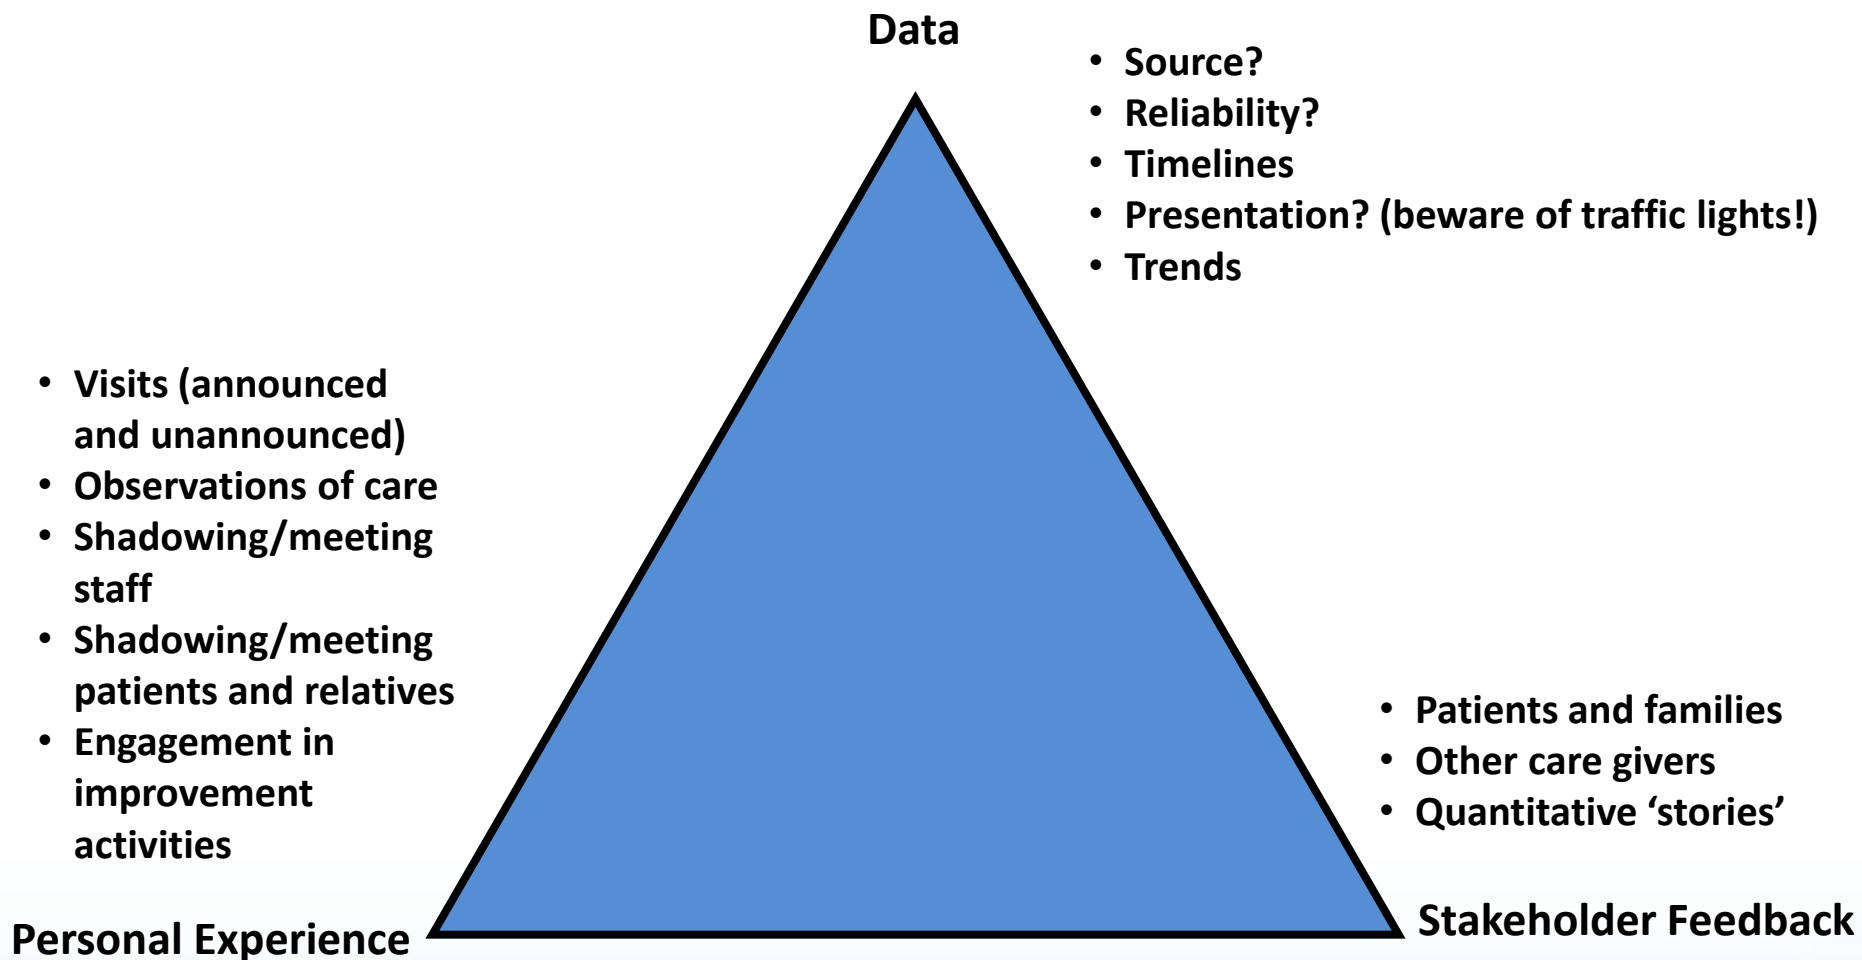 Data
• Source?
• Reliability?
• Timelines
• Presentation? (beware of traffic lights!)
• Trends
• Visits (announced
and unannounced)
• Observations of care
• Shadowing/meeting
staff
• Shadowing/meeting
patients and relatives
• Engagement in
improvement
activities
• Patients and families
• Other care givers
• Quantitative ‘stories’
Personal Experience
Stakeholder Feedback